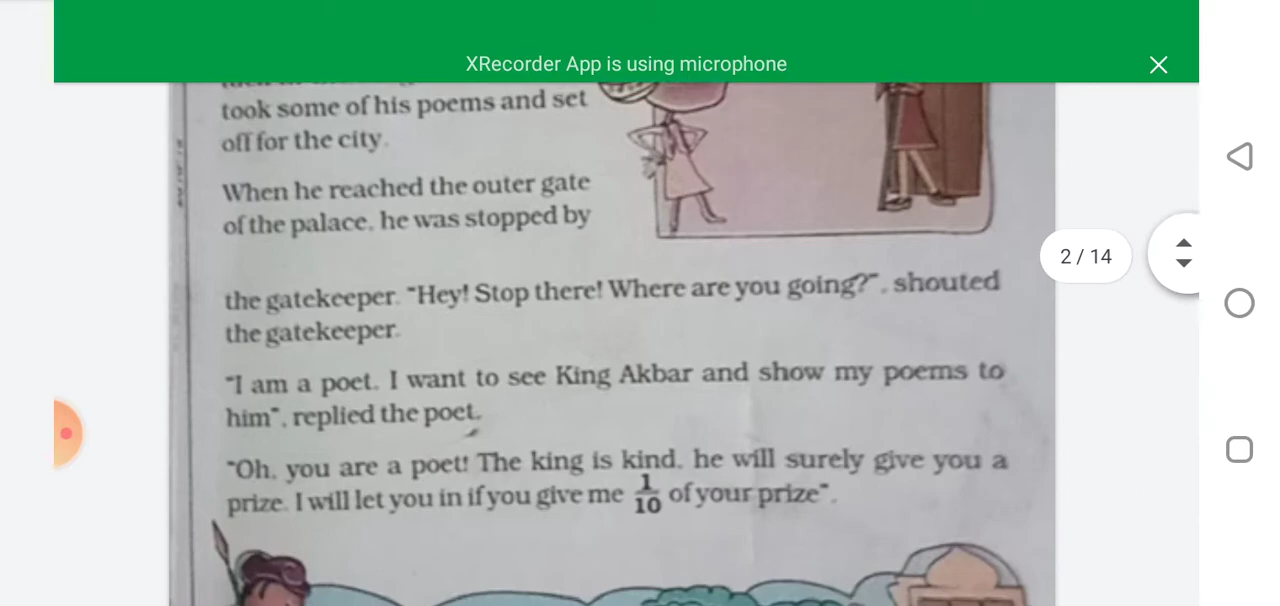 XRecorder App is using microphone
took some of his poems and set
off for the city.
When he reached the outer gate
of the palace, he was stopped by
2 / 14
the gatekeeper. "Hey! Stop there! Where are you going?", shouted
the gatekeeper.
"I am a poet. I want to see King Akbar and show my poems to
him", replied the poet.
"Oh, you are a poet! The king is kind, he will surely give you a
prize. I will let you in if you give me 1/10 of your prize".